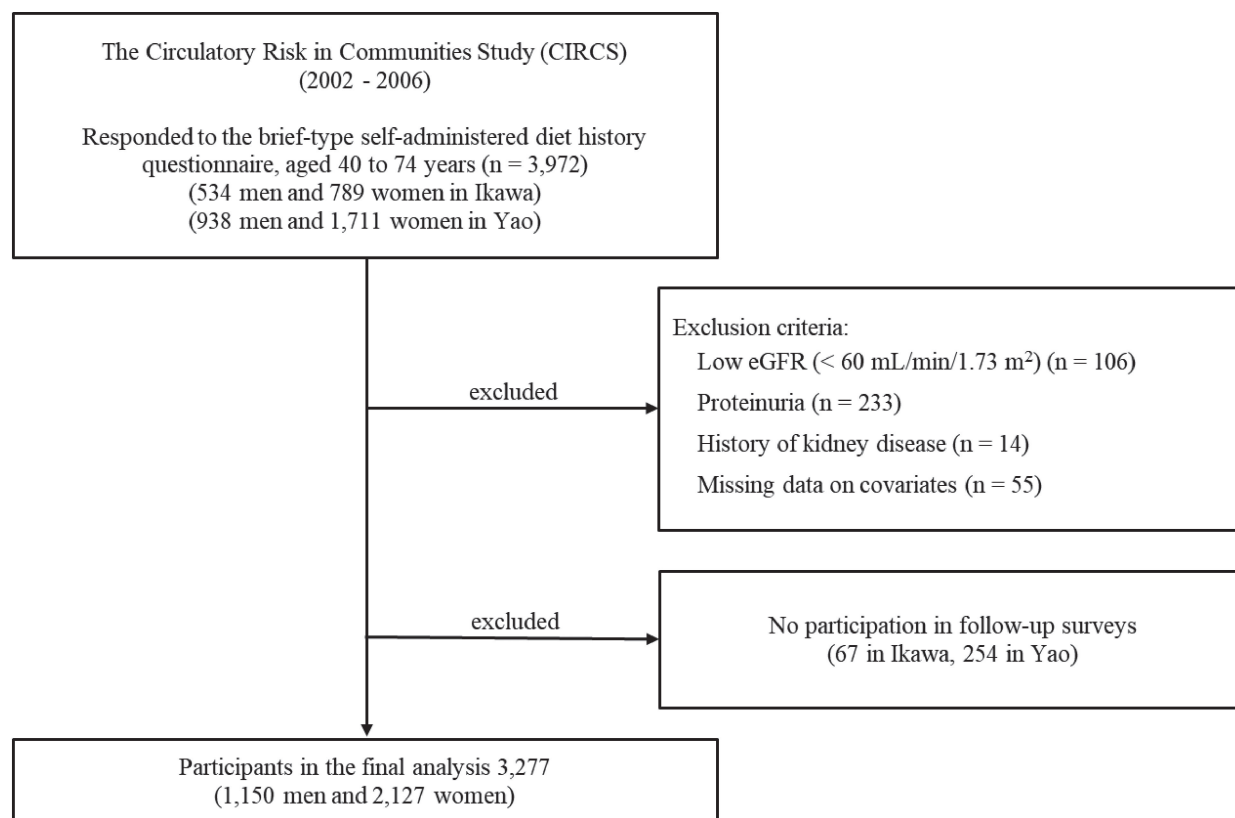 The Circulatory Risk in Communities Study (CIRCS)
(2002 - 2006)
Responded to the brief-type self-administered diet history
questionnaire, aged 40 to 74 years (n = 3,972)
(534 men and 789 women in Ikawa)
(938 men and 1,711 women in Yao)
excluded
Exclusion criteria:
Low eGFR (< 60 mL/min/1.73 m²) (n = 106)
Proteinuria (n = 233)
History of kidney disease (n = 14)
Missing data on covariates (n = 55)
excluded
No participation in follow-up surveys
(67 in Ikawa, 254 in Yao)
Participants in the final analysis 3,277
(1,150 men and 2,127 women)